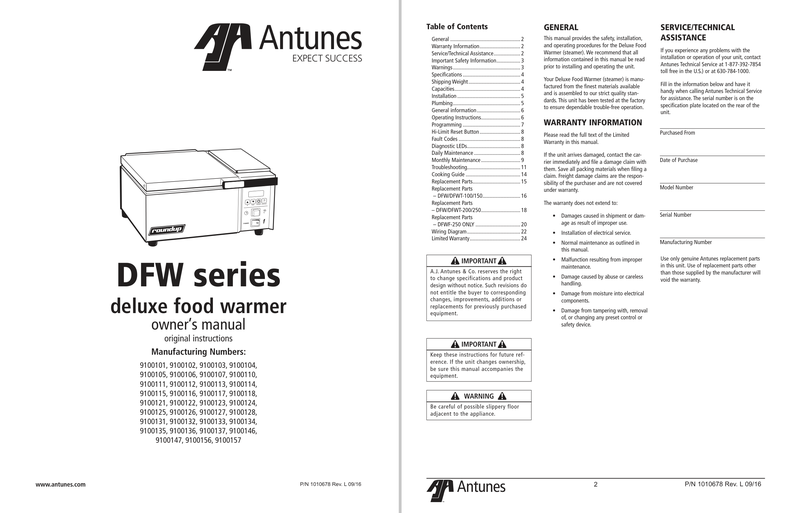 Antunes
EXPECT SUCCESS
roundup
DFW series
deluxe food warmer
owner's manual
original instructions
Manufacturing Numbers:
9100101, 9100102, 9100103, 9100104,
9100105, 9100106, 9100107, 9100110,
9100111, 9100112, 9100113, 9100114,
9100115, 9100116, 9100117, 9100118,
9100121, 9100122, 9100123, 9100124,
9100125, 9100126, 9100127, 9100128,
9100131, 9100132, 9100133, 9100134,
9100135, 9100136, 9100137, 9100146,
9100147, 9100156, 9100157
www.antunes.com
P/N 1010678 Rev. L 09/16
Table of Contents
General ........ 2
Warranty Information ........ 2
Service/Technical Assistance ........ 2
Important Safety Information ........ 3
Warnings ........ 3
Specifications ........ 4
Shipping Weight ........ 4
Capacities ........ 4
Installation ........ 5
Plumbing ........ 5
General information ........ 6
Operating Instructions ........ 6
Programming ........ 7
Hi-Limit Reset Button ........ 8
Fault Codes ........ 8
Diagnostic LEDs ........ 8
Daily Maintenance ........ 8
Monthly Maintenance ........ 9
Troubleshooting ........ 11
Cooking Guide ........ 14
Replacement Parts ........ 15
Replacement Parts
– DFW/DFWT-100/150 ........ 16
Replacement Parts
– DFW/DFWT-200/250 ........ 18
Replacement Parts
– DFWF-250 ONLY ........ 20
Wiring Diagram ........ 22
Limited Warranty ........ 24
IMPORTANT
A.J. Antunes & Co. reserves the right
to change specifications and product
design without notice. Such revisions do
not entitle the buyer to corresponding
changes, improvements, additions or
replacements for previously purchased
equipment.
IMPORTANT
Keep these instructions for future ref-
erence. If the unit changes ownership,
be sure this manual accompanies the
equipment.
WARNING
Be careful of possible slippery floor
adjacent to the appliance.
GENERAL
This manual provides the safety, installation,
and operating procedures for the Deluxe Food
Warmer (steamer). We recommend that all
information contained in this manual be read
prior to installing and operating the unit.
Your Deluxe Food Warmer (steamer) is manu-
factured from the finest materials available
and is assembled to our strict quality stan-
dards. This unit has been tested at the factory
to ensure dependable trouble-free operation.
WARRANTY INFORMATION
Please read the full text of the Limited
Warranty in this manual.
If the unit arrives damaged, contact the car-
rier immediately and file a damage claim with
them. Save all packing materials when filing a
claim. Freight damage claims are the respon-
sibility of the purchaser and are not covered
under warranty.
The warranty does not extend to:
• Damages caused in shipment or dam-
age as result of improper use.
• Installation of electrical service.
• Normal maintenance as outlined in
this manual.
• Malfunction resulting from improper
maintenance.
• Damage caused by abuse or careless
handling.
• Damage from moisture into electrical
components.
• Damage from tampering with, removal
of, or changing any preset control or
safety device.
SERVICE/TECHNICAL
ASSISTANCE
If you experience any problems with the
installation or operation of your unit, contact
Antunes Technical Service at 1-877-392-7854
(toll free in the U.S.) or at 630-784-1000.
Fill in the information below and have it
handy when calling Antunes Technical Service
for assistance. The serial number is on the
specification plate located on the rear of the
unit.
Purchased From
Date of Purchase
Model Number
Serial Number
Manufacturing Number
Use only genuine Antunes replacement parts
in this unit. Use of replacement parts other
than those supplied by the manufacturer will
void the warranty.
Antunes
2
P/N 1010678 Rev. L 09/16